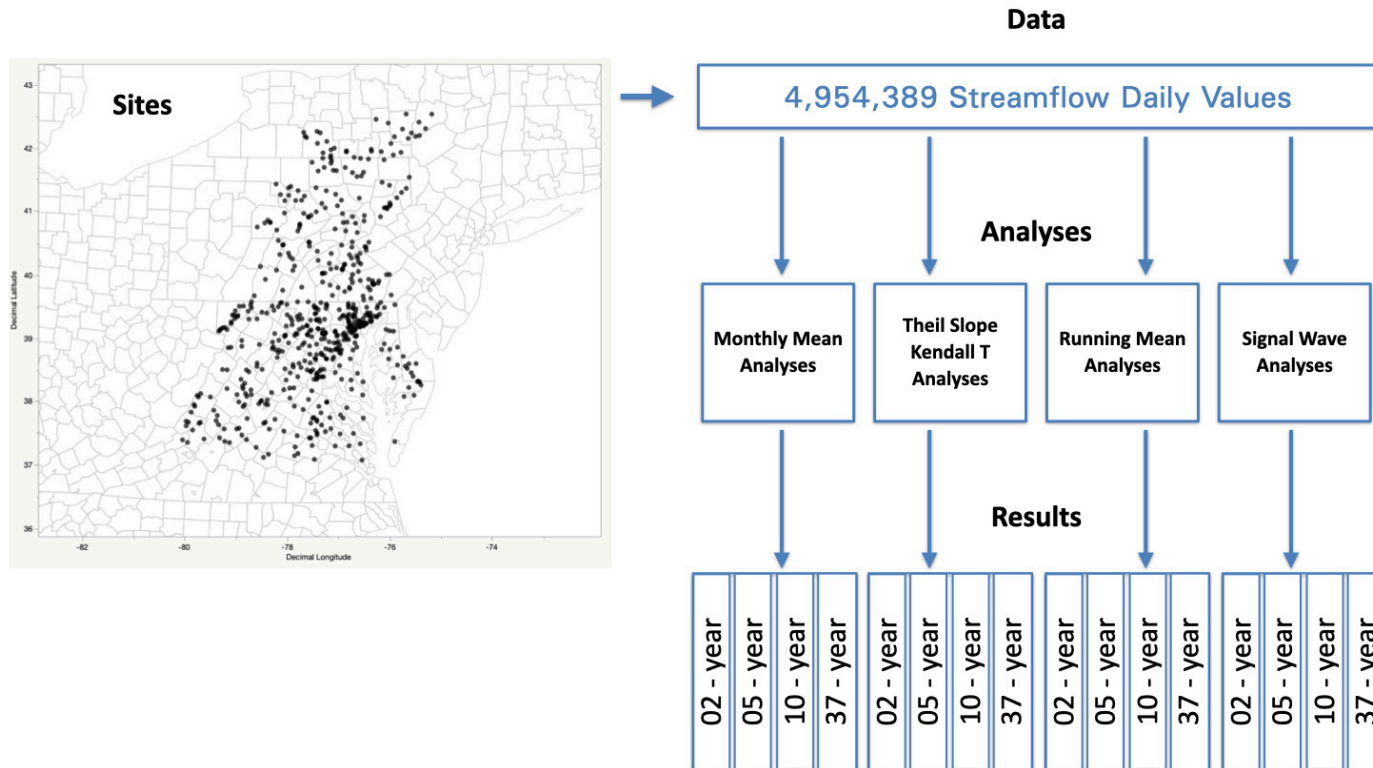 Data
Sites
4,954,389 Streamflow Daily Values
43
42
41
40
39
38
37
36
Decimal Latitude
-82
-80
-78
-76
-74
Decimal Longitude
Analyses
Monthly Mean
Analyses
Theil Slope
Kendall T
Analyses
Running Mean
Analyses
Signal Wave
Analyses
Results
02 - year
05 - year
10 - year
37 - year
02 - year
05 - year
10 - year
37 - year
02 - year
05 - year
10 - year
37 - year
02 - year
05 - year
10 - year
37 - year